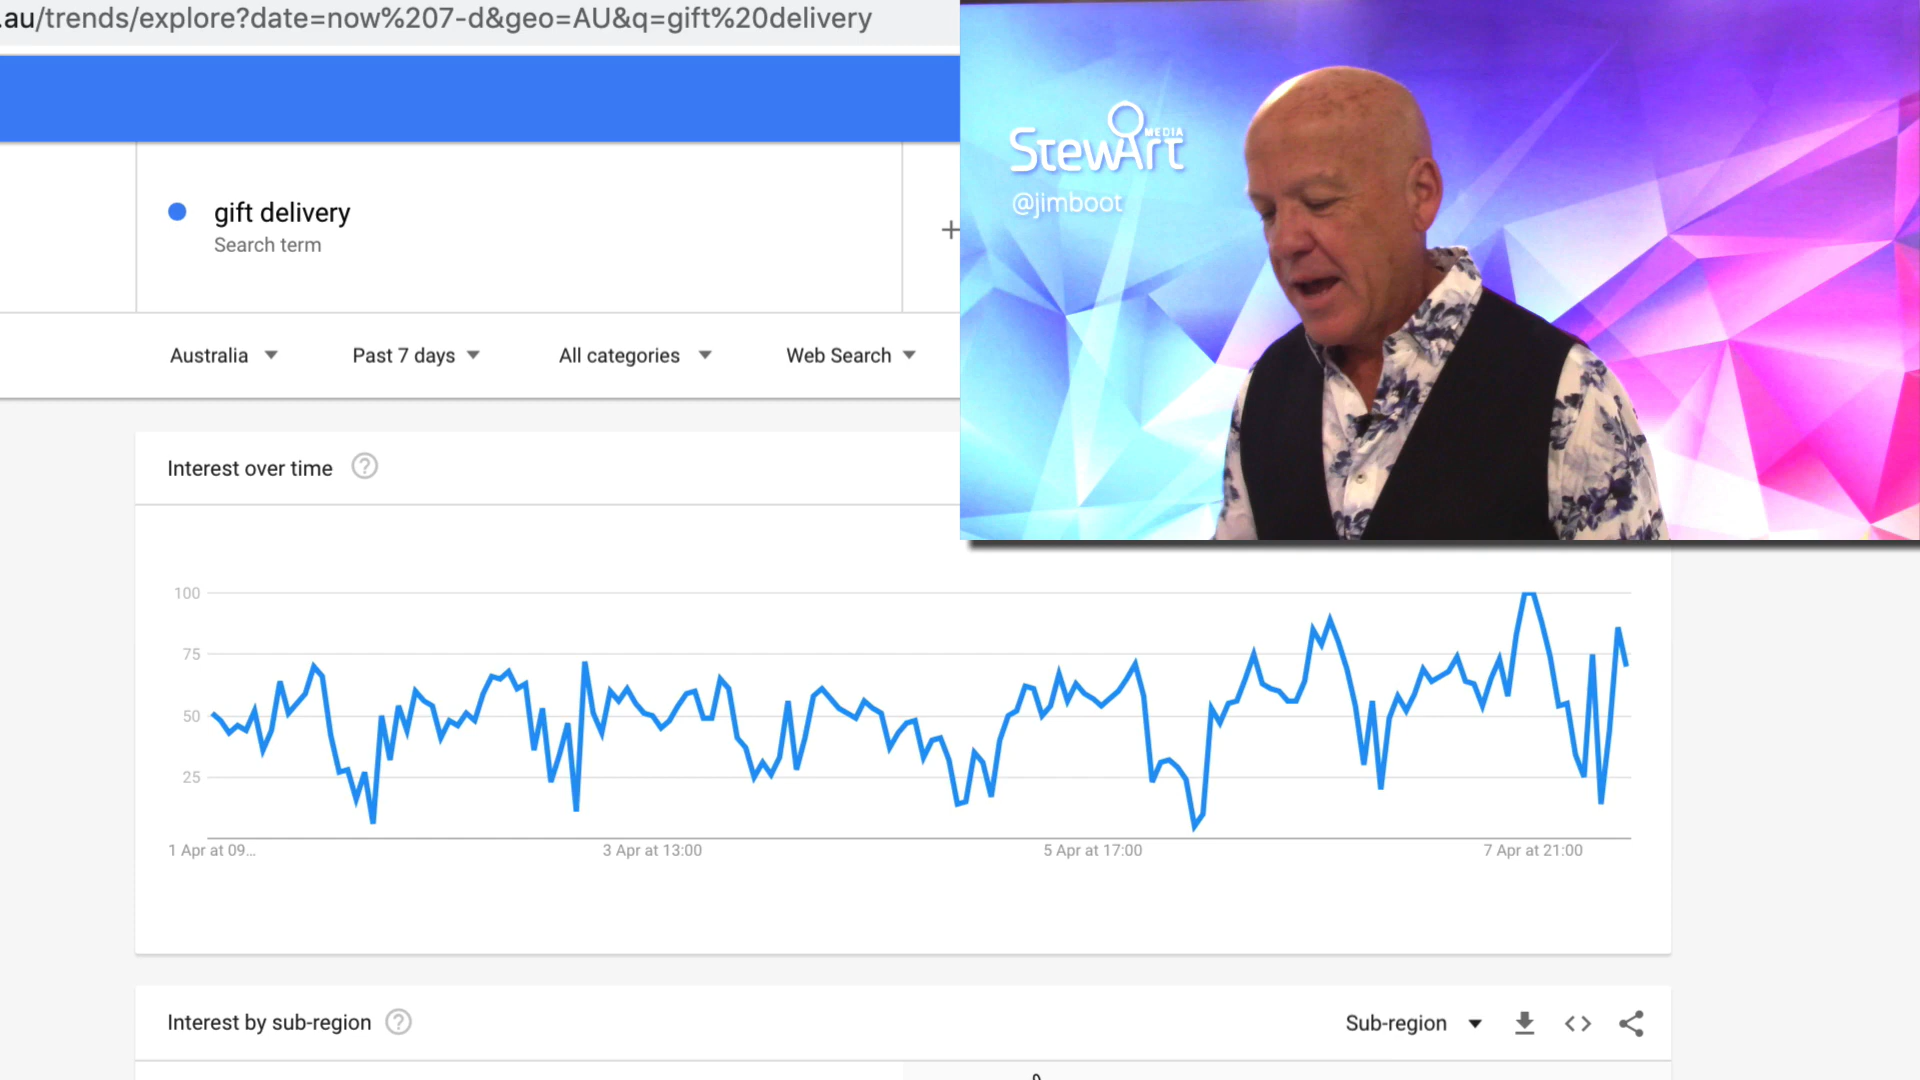 .au/trends/explore?date=now%207-d&geo=AU&q=gift%20delivery
StewArt
MEDIA
@jimboot
gift delivery
Search term
+
Australia
Past 7 days
All categories
Web Search
Interest over time
?
100
75
50
25
1 Apr at 09…
3 Apr at 13:00
5 Apr at 17:00
7 Apr at 21:00
Interest by sub-region
?
Sub-region